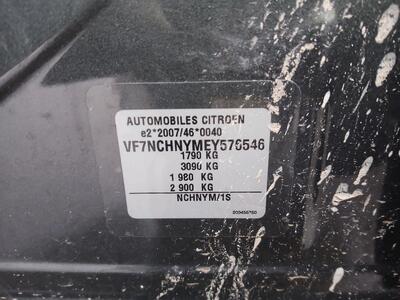 AUTOMOBILES CITROEN
e2*2007/46*0040
VF7NCHNYMEY576546
1790 KG
3090 KG
1 980 KG
2 900 KG
NCHNYM/1S